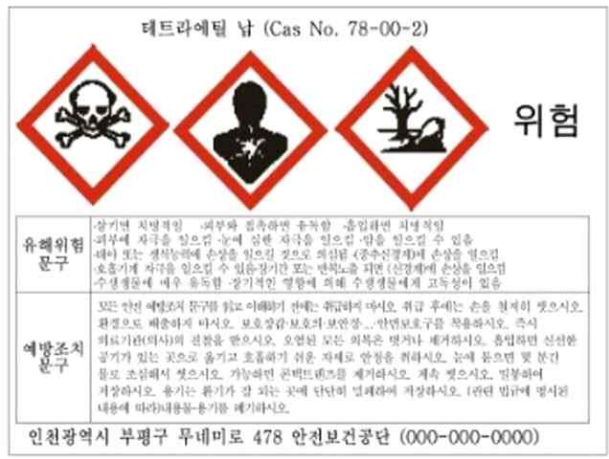 테트라에틸 납 (Cas No. 78-00-2)
위험
유해위험
문구
·삼키면 치명적임 ·피부와 접촉하면 유독함 ·흡입하면 치명적임
·피부에 자극을 일으킴 ·눈에 심한 자극을 일으킴 ·암을 일으킬 수 있음
·태아 또는 생식능력에 손상을 일으킬 것으로 의심됨 ·(중추신경계)에 손상을 일으킴
·호흡기계 자극을 일으킬 수 있음·장기간 또는 반복노출 되면 (신경계)에 손상을 일으킴
·수생생물에 매우 유독함 ·장기적인 영향에 의해 수생생물에게 고독성이 있음
예방조치
문구
모든 안전 예방조치 문구를 읽고 이해하기 전에는 취급하지 마시오. 취급 후에는 손을 철저히 씻으시오.
환경으로 배출하지 마시오. 보호장갑·보호의·보안경·...·안면보호구를 착용하시오. 즉시
의료기관(의사)의 진찰을 받으시오. 오염된 모든 의복은 벗거나 제거하시오. 흡입하면 신선한
공기가 있는 곳으로 옮기고 호흡하기 쉬운 자세로 안정을 취하시오. 눈에 묻으면 몇 분간
물로 조심해서 씻으시오. 가능하면 콘택트렌즈를 제거하시오. 계속 씻으시오. 밀봉하여
저장하시오. 용기는 환기가 잘 되는 곳에 단단히 밀폐하여 저장하시오. (관련 법규에 명시된
내용에 따라)내용물·용기를 폐기하시오.
인천광역시 부평구 무네미로 478 안전보건공단 (000-000-0000)